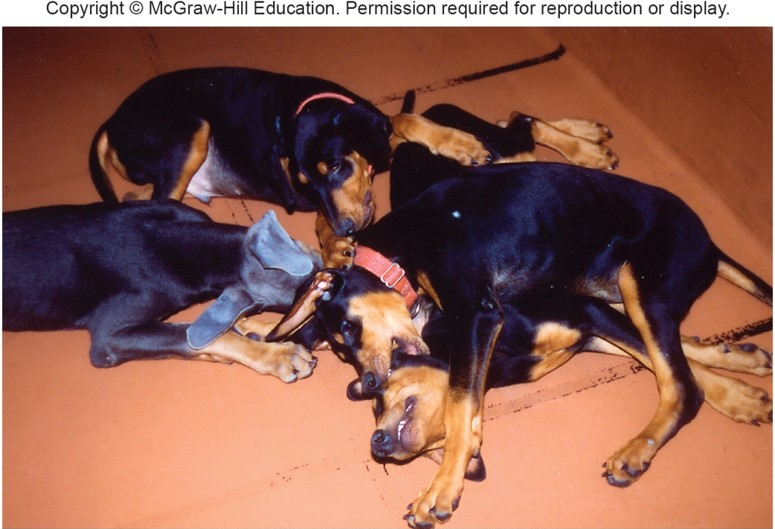 Copyright © McGraw-Hill Education. Permission required for reproduction or display.